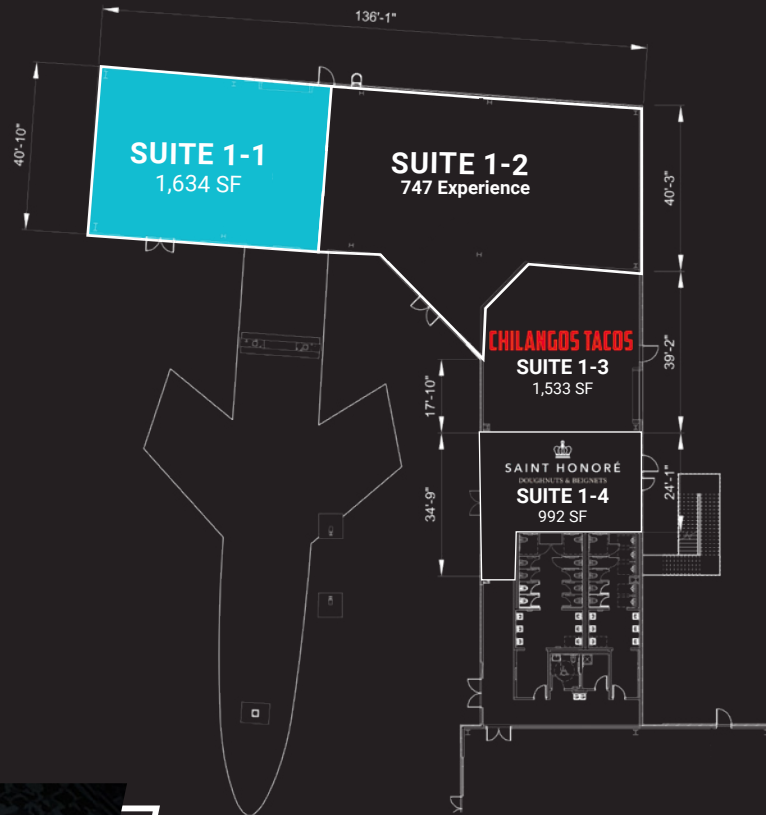 136'-1"
40'-10"
SUITE 1-1
1,634 SF
SUITE 1-2
747 Experience
40'-3"
CHILANGOS TACOS
SUITE 1-3
1,533 SF
39'-2"
17'-10"
SAINT HONORÉ
DOUGHNUTS & BEIGNETS
SUITE 1-4
992 SF
24'-1"
34'-9"